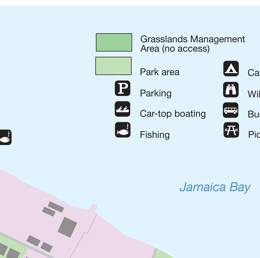 Grasslands Management
Area (no access)
Park area
P
Parking
Car-top boating
Fishing
Ca
Wil
Bu
Pic
Jamaica Bay